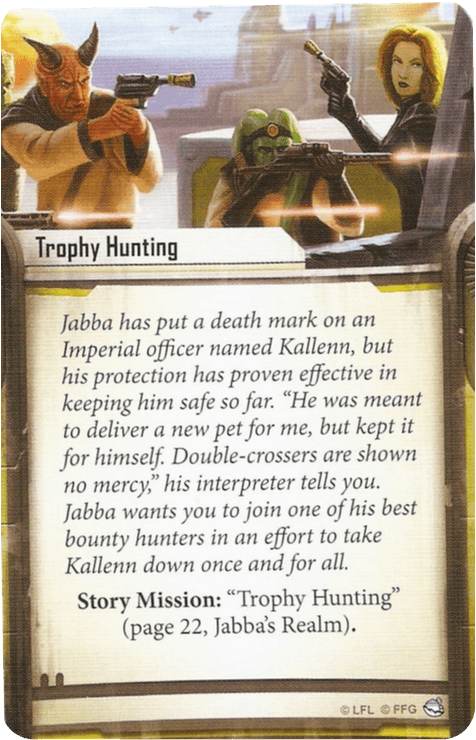 Trophy Hunting
Jabba has put a death mark on an
Imperial officer named Kallenn, but
his protection has proven effective in
keeping him safe so far. “He was meant
to deliver a new pet for me, but kept it
for himself. Double-crossers are shown
no mercy,” his interpreter tells you.
Jabba wants you to join one of his best
bounty hunters in an effort to take
Kallenn down once and for all.
Story Mission: “Trophy Hunting”
(page 22, Jabba’s Realm).
© LFL © FFG